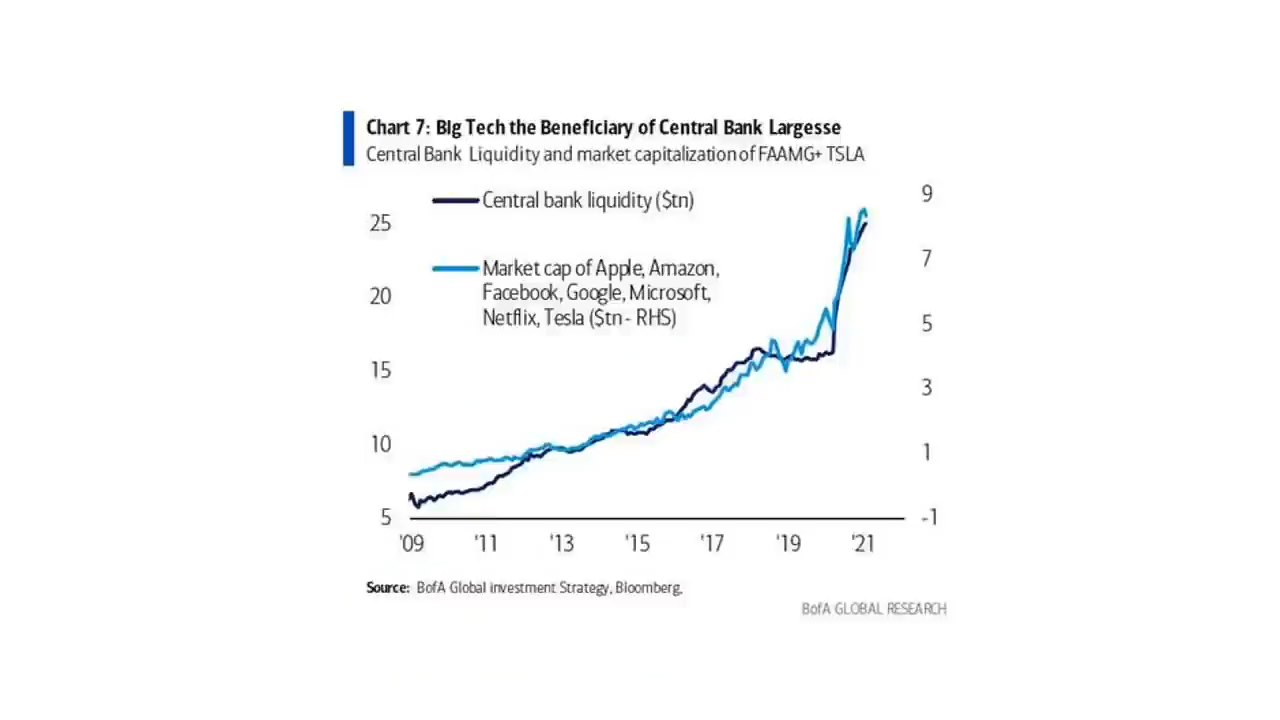 Chart 7: Big Tech the Beneficiary of Central Bank Largesse
Central Bank Liquidity and market capitalization of FAAMG+ TSLA
Central bank liquidity ($tn)
Market cap of Apple, Amazon,
Facebook, Google, Microsoft,
Netflix, Tesla ($tn - RHS)
25
20
15
10
5
9
7
5
3
1
-1
'09 '11 '13 '15 '17 '19 '21
Source: BofA Global investment Strategy, Bloomberg,
BofA GLOBAL RESEARCH